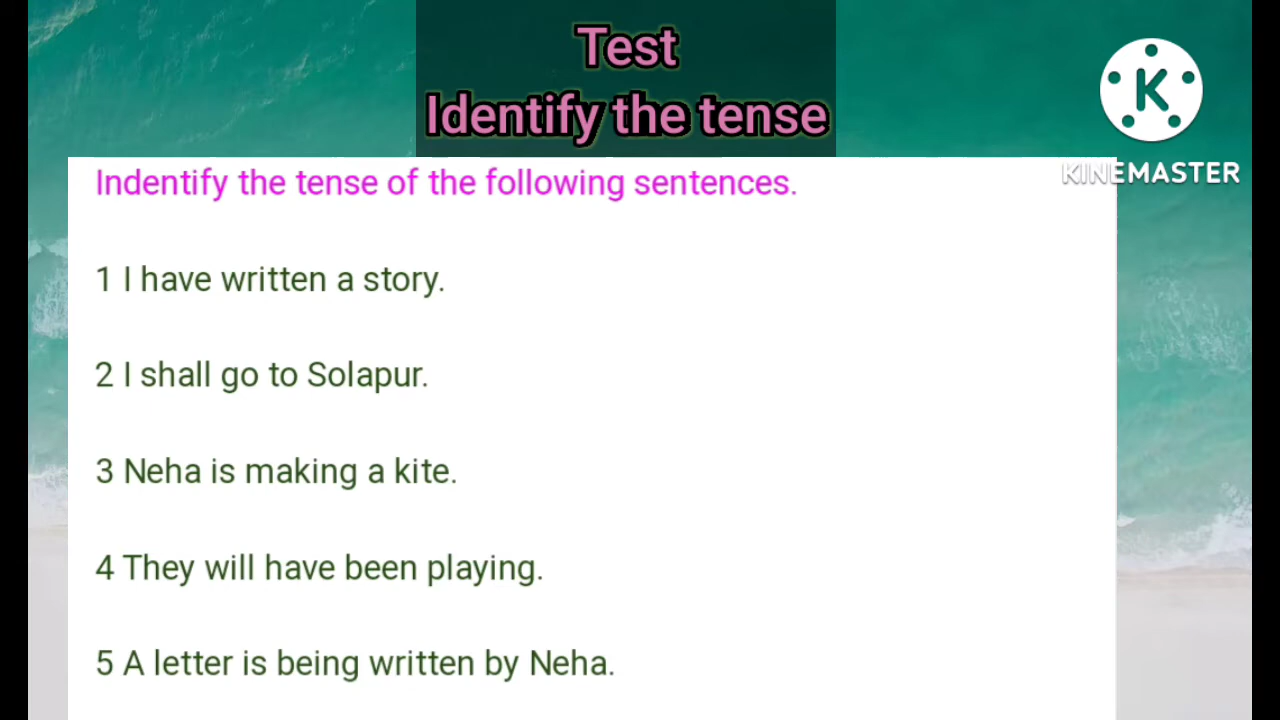 Test
Identify the tense
KINEMASTER
Indentify the tense of the following sentences.
1 I have written a story.
2 I shall go to Solapur.
3 Neha is making a kite.
4 They will have been playing.
5 A letter is being written by Neha.